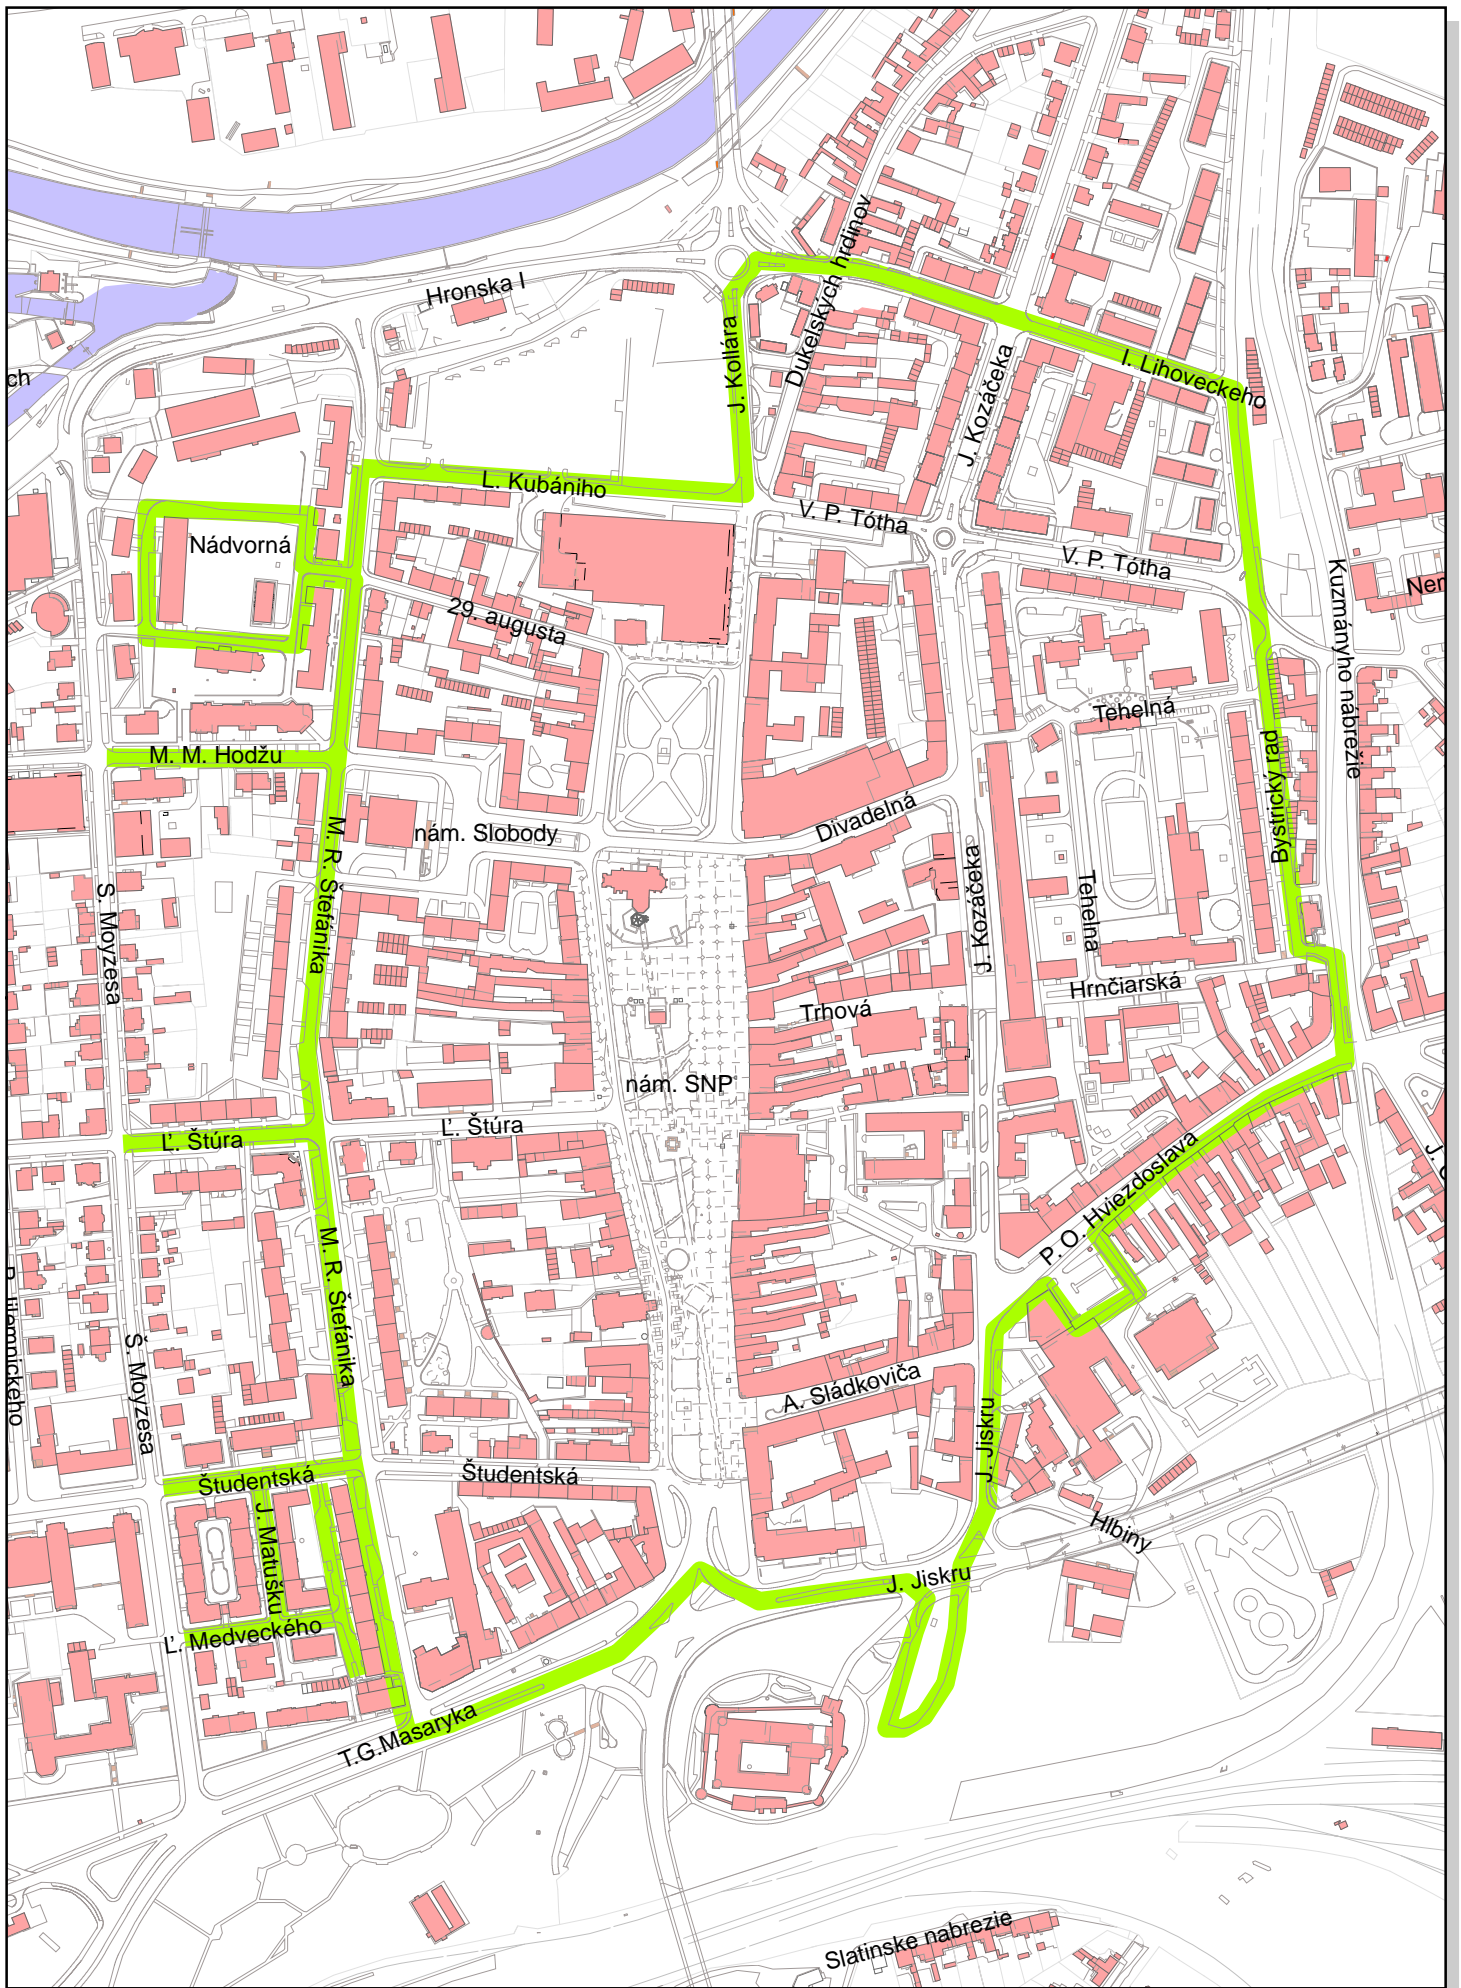 Hronska I
Dukelských hrdinov
J. Kollára
J. Kozáčeka
I. Lihoveckeho
ch
L. Kubániho
V. P. Tótha
Nádvorná
V. P. Tótha
Kuzmányho nábrežie
29. augusta
Tehelná
M. M. Hodžu
Bystrický rad
nám. Slobody
Divadelná
M. R. Štefánika
J. Kozáčeka
Tehelna
Š. Moyzesa
Hrnčiarská
Trhová
nám. SNP
Ľ. Štúra
Ľ. Štúra
P. O. Hviezdoslava
M. R. Štefánika
Š. Moyzesa
A. Sládkoviča
J. Jiskru
Študentská
Študentská
J. Matušku
Hlbiny
J. Jiskru
Ľ. Medveckého
T.G.Masaryka
Slatinske nabrezie